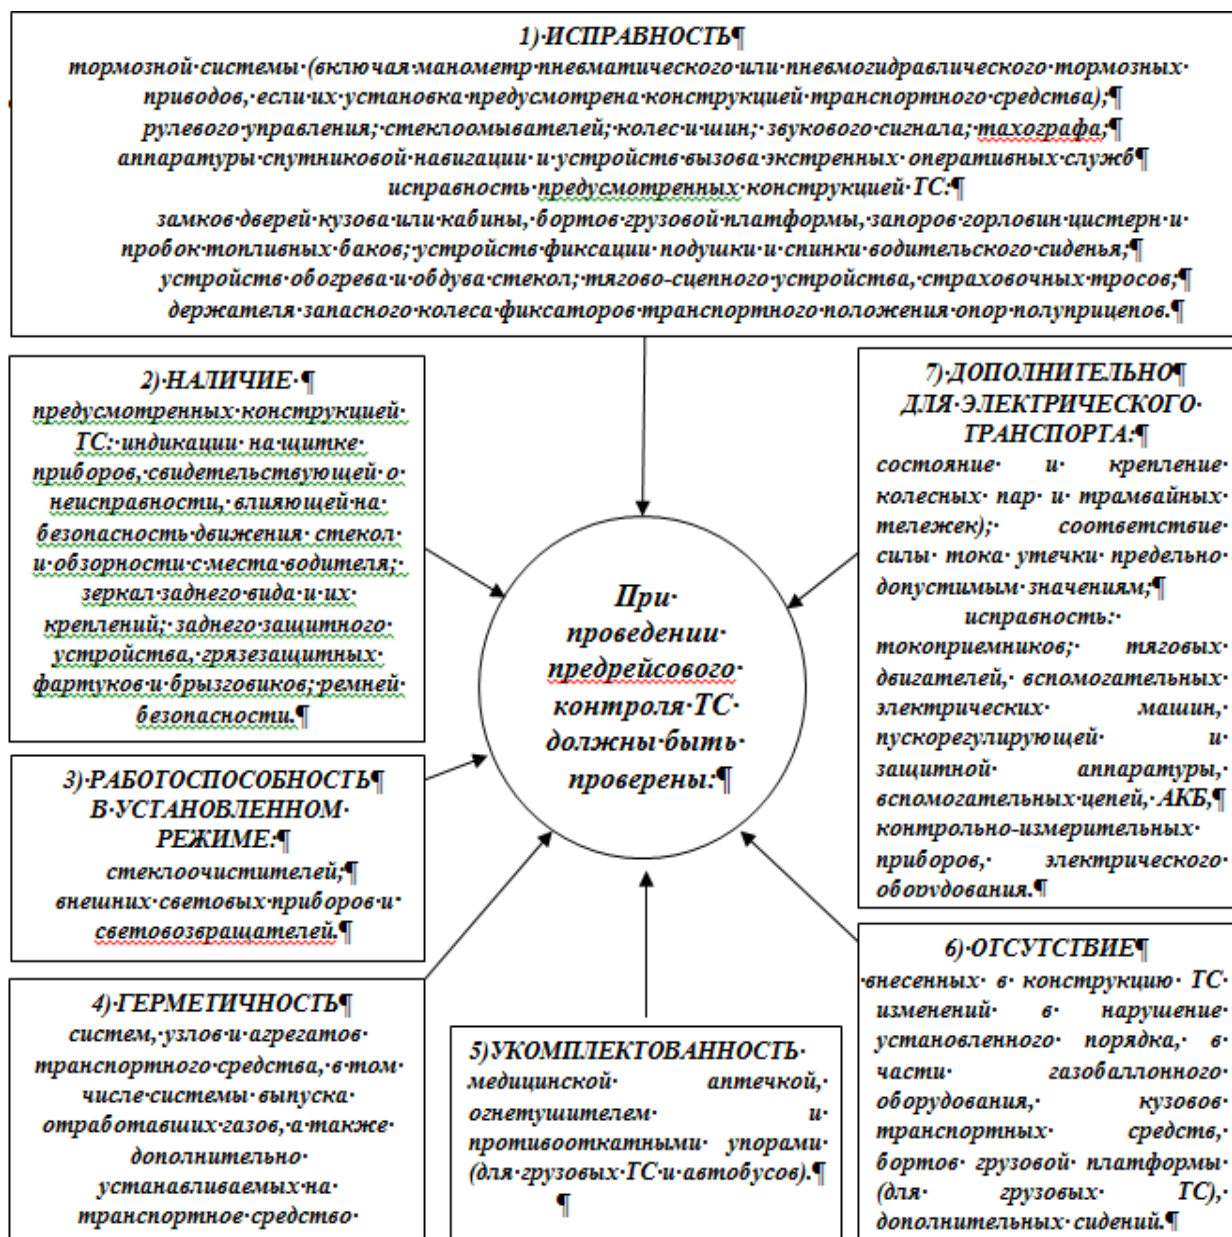 1) ИСПРАВНОСТЬ¶
тормозной системы (включая манометр пневматического или пневмогидравлического тормозных
приводов, если их установка предусмотрена конструкцией транспортного средства);¶
рулевого управления; стеклоомывателей; колес и шин; звукового сигнала; тахографа;¶
аппаратуры спутниковой навигации и устройств вызова экстренных оперативных служб¶
исправность предусмотренных конструкцией ТС:¶
замков дверей кузова или кабины, бортов грузовой платформы, запоров горловин цистерн и
пробок топливных баков; устройств фиксации подушки и спинки водительского сиденья;¶
устройств обогрева и обдува стекол; тягово-сцепного устройства, страховочных тросов;¶
держателя запасного колеса фиксаторов транспортного положения опор полуприцепов.¶
2) НАЛИЧИЕ ¶
предусмотренных конструкцией
ТС: индикации на щитке
приборов, свидетельствующей о
неисправности, влияющей на
безопасность движения стекол
и обзорности с места водителя;
зеркал заднего вида и их
креплений; заднего защитного
устройства, грязезащитных
фартуков и брызговиков; ремней
безопасности.¶
3) РАБОТОСПОСОБНОСТЬ¶
В УСТАНОВЛЕННОМ
РЕЖИМЕ:¶
стеклоочистителей;¶
внешних световых приборов и
световозвращателей.¶
4) ГЕРМЕТИЧНОСТЬ¶
систем, узлов и агрегатов
транспортного средства, в том
числе системы выпуска
отработавших газов, а также
дополнительно
устанавливаемых на
транспортное средство
При
проведении
предрейсового
контроля ТС
должны быть
проверены:¶
5)УКОМПЛЕКТОВАННОСТЬ
медицинской аптечкой,
огнетушителем и
противооткатными упорами
(для грузовых ТС и автобусов).¶
¶
7) ДОПОЛНИТЕЛЬНО¶
ДЛЯ ЭЛЕКТРИЧЕСКОГО
ТРАНСПОРТА:¶
состояние и крепление
колесных пар и трамвайных
тележек); соответствие
силы тока утечки предельно
допустимым значениям;¶
исправность:
токоприемников; тяговых
двигателей, вспомогательных
электрических машин,
пускорегулирующей и
защитной аппаратуры,
вспомогательных цепей, АКБ,¶
контрольно-измерительных
приборов, электрического
оборудования.¶
6) ОТСУТСТВИЕ¶
внесенных в конструкцию ТС
изменений в нарушение
установленного порядка, в
части газобаллонного
оборудования, кузовов
транспортных средств,
бортов грузовой платформы
(для грузовых ТС),
дополнительных сидений.¶